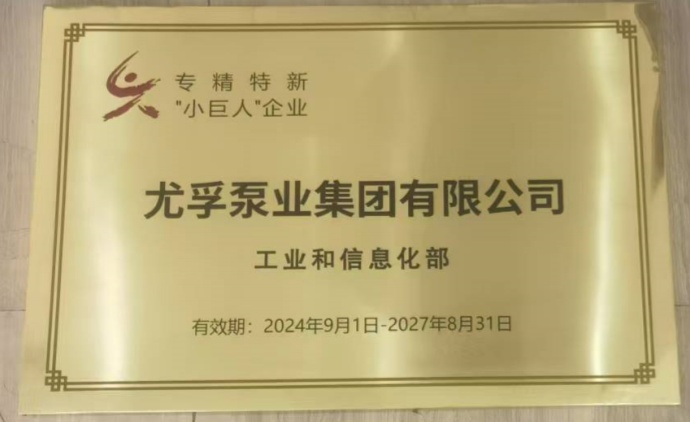 专精特新
"小巨人"企业
尤孚泵业集团有限公司
工业和信息化部
有效期：2024年9月1日-2027年8月31日